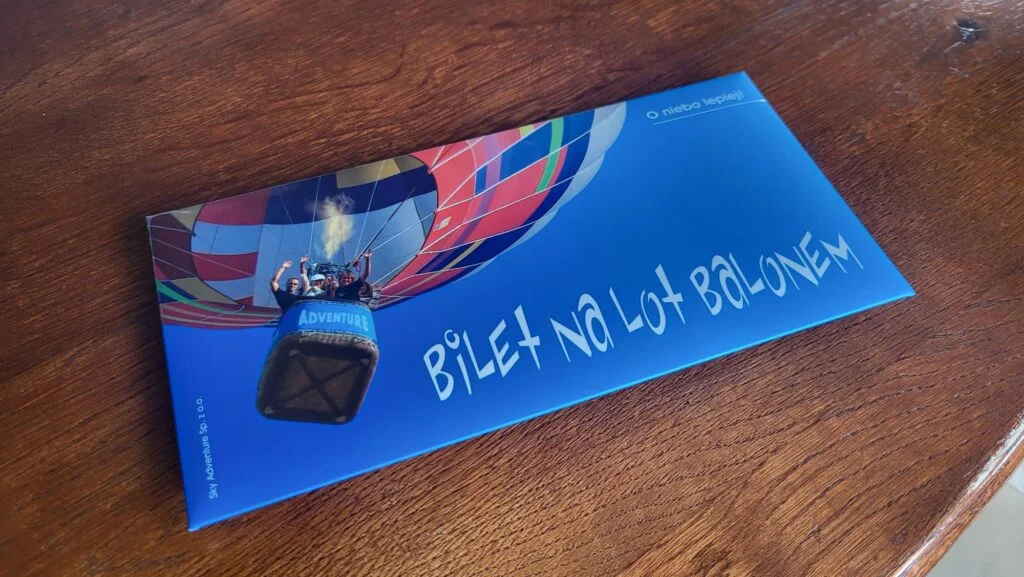 O niebo lepiej!
ADVENTURE
BiLET NA LOT BALONEM
Sky Adventure Sp. z o.o.